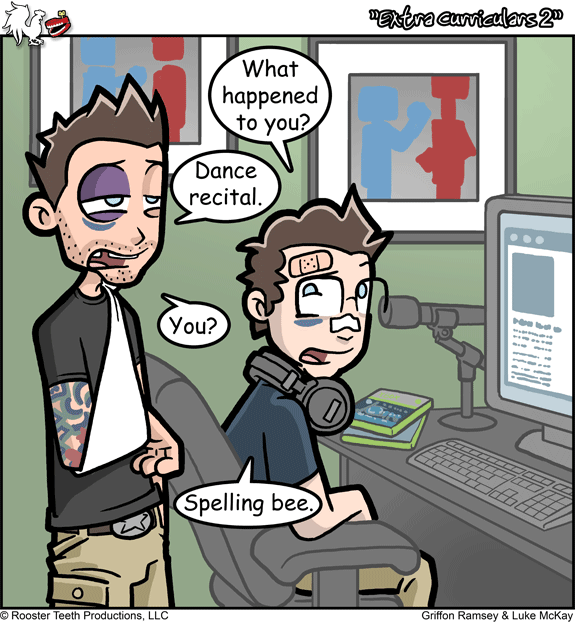 "Extra Curriculars 2"
What
happened
to you?
Dance
recital.
You?
Spelling bee.
© Rooster Teeth Productions, LLC
Griffon Ramsey & Luke McKay